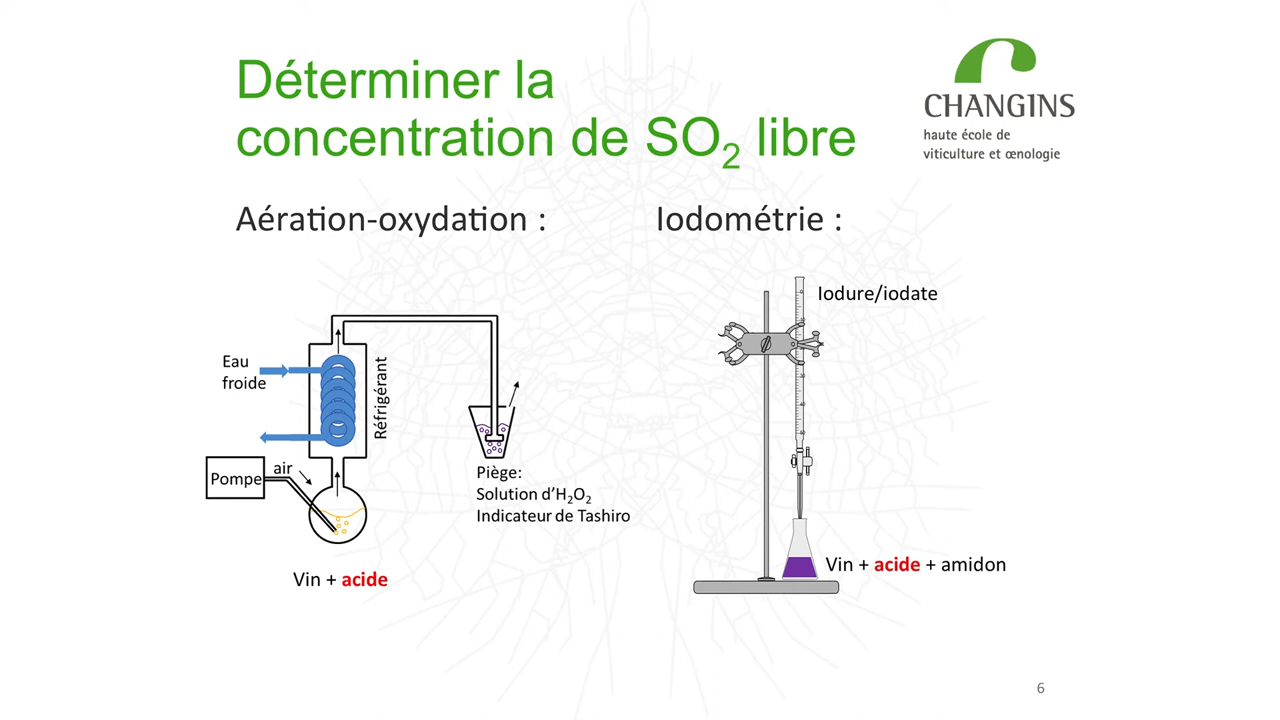 Déterminer la
concentration de SO₂ libre
CHANGINS
haute école de
viticulture et œnologie
Aération-oxydation :
Iodométrie :
Iodure/iodate
Eau
froide
Réfrigérant
Pompe
air
Piège:
Solution d'H₂O₂
Indicateur de Tashiro
Vin + acide
Vin + acide + amidon
6